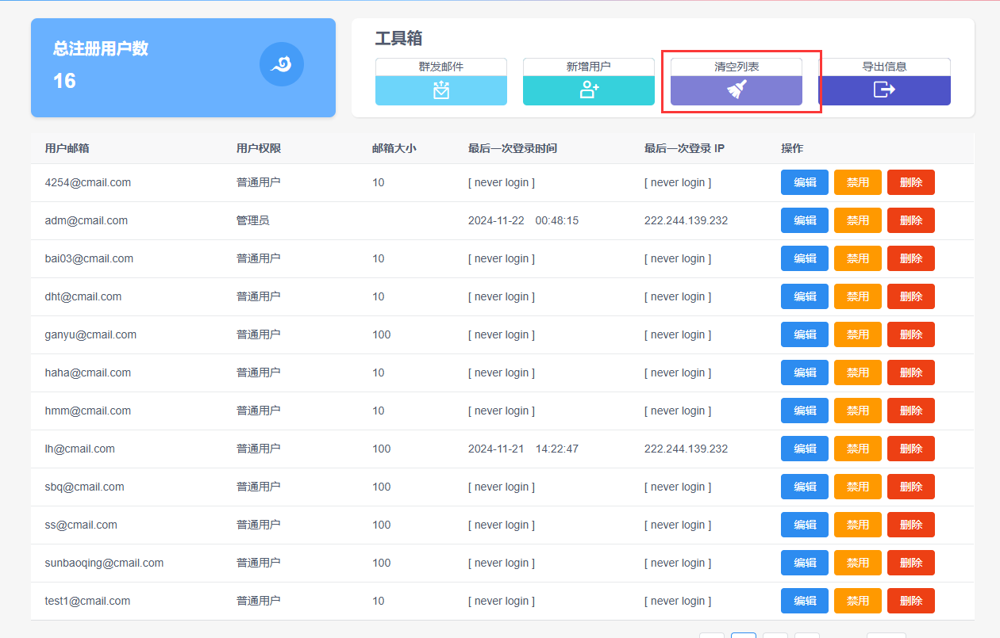 总注册用户数
16
工具箱
群发邮件 新增用户 清空列表 导出信息
用户邮箱 用户权限 邮箱大小 最后一次登录时间 最后一次登录 IP 操作
4254@cmail.com 普通用户 10 [ never login ] [ never login ] 编辑 禁用 删除
adm@cmail.com 管理员 2024-11-22 00:48:15 222.244.139.232 编辑 禁用 删除
bai03@cmail.com 普通用户 10 [ never login ] [ never login ] 编辑 禁用 删除
dht@cmail.com 普通用户 10 [ never login ] [ never login ] 编辑 禁用 删除
ganyu@cmail.com 普通用户 100 [ never login ] [ never login ] 编辑 禁用 删除
haha@cmail.com 普通用户 10 [ never login ] [ never login ] 编辑 禁用 删除
hmm@cmail.com 普通用户 10 [ never login ] [ never login ] 编辑 禁用 删除
lh@cmail.com 普通用户 100 2024-11-21 14:22:47 222.244.139.232 编辑 禁用 删除
sbq@cmail.com 普通用户 100 [ never login ] [ never login ] 编辑 禁用 删除
ss@cmail.com 普通用户 100 [ never login ] [ never login ] 编辑 禁用 删除
sunbaoqing@cmail.com 普通用户 100 [ never login ] [ never login ] 编辑 禁用 删除
test1@cmail.com 普通用户 10 [ never login ] [ never login ] 编辑 禁用 删除